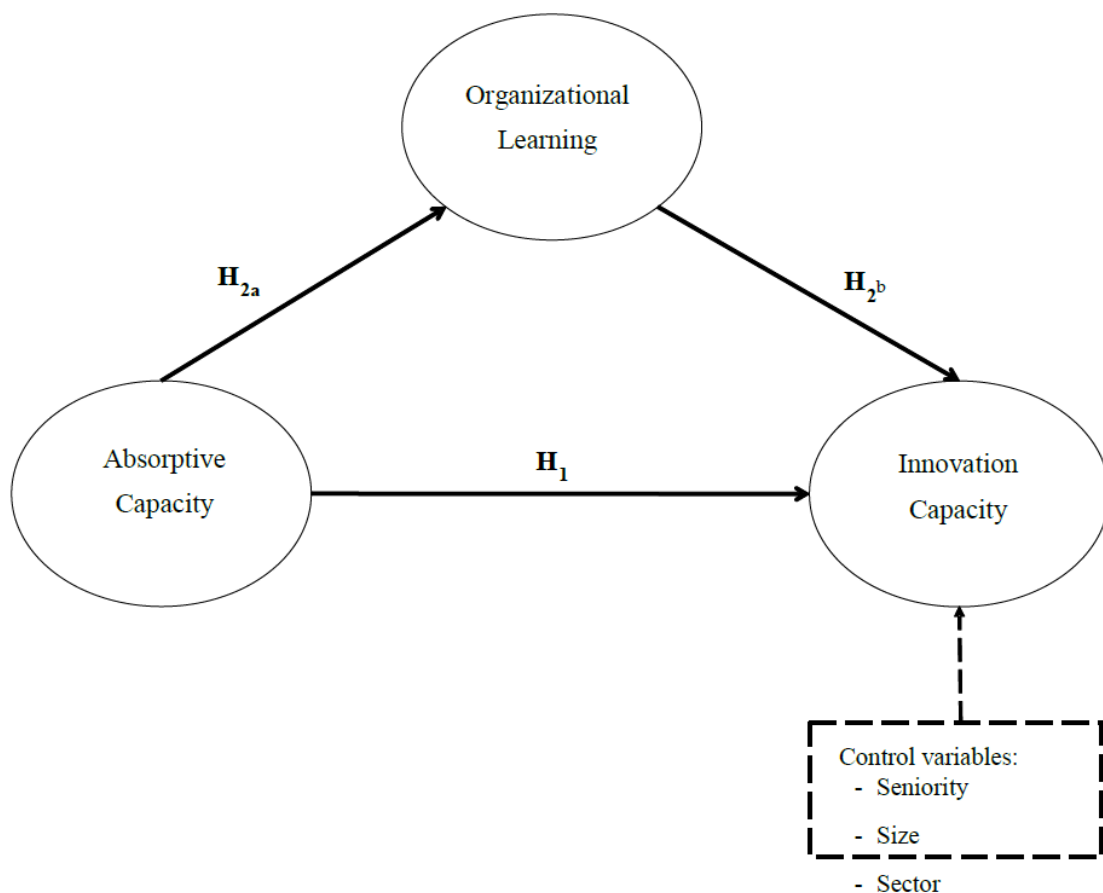 Organizational
Learning
H2a
H2b
Absorptive
Capacity
H1
Innovation
Capacity
Control variables:
- Seniority
- Size
- Sector